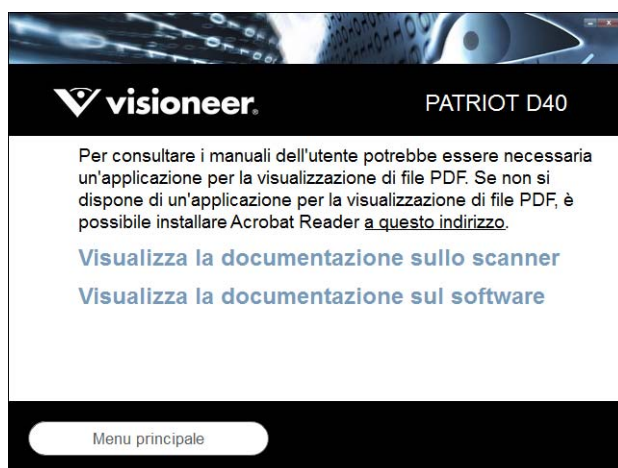 visioneer.
PATRIOT D40
Per consultare i manuali dell'utente potrebbe essere necessaria
un'applicazione per la visualizzazione di file PDF. Se non si
dispone di un'applicazione per la visualizzazione di file PDF, è
possibile installare Acrobat Reader a questo indirizzo.
Visualizza la documentazione sullo scanner
Visualizza la documentazione sul software
Menu principale